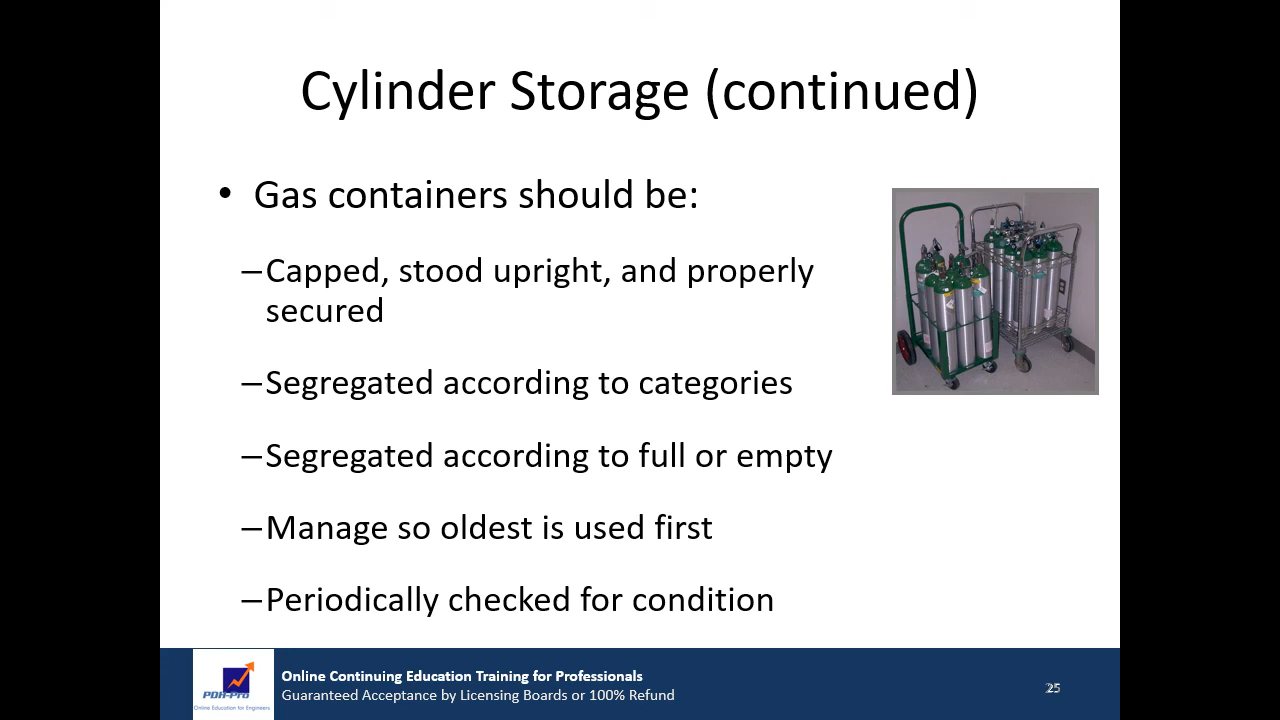 Cylinder Storage (continued)
• Gas containers should be:
–Capped, stood upright, and properly
secured
–Segregated according to categories
–Segregated according to full or empty
–Manage so oldest is used first
–Periodically checked for condition
PDH-Pro
Online Education for Engineers
Online Continuing Education Training for Professionals
Guaranteed Acceptance by Licensing Boards or 100% Refund
25